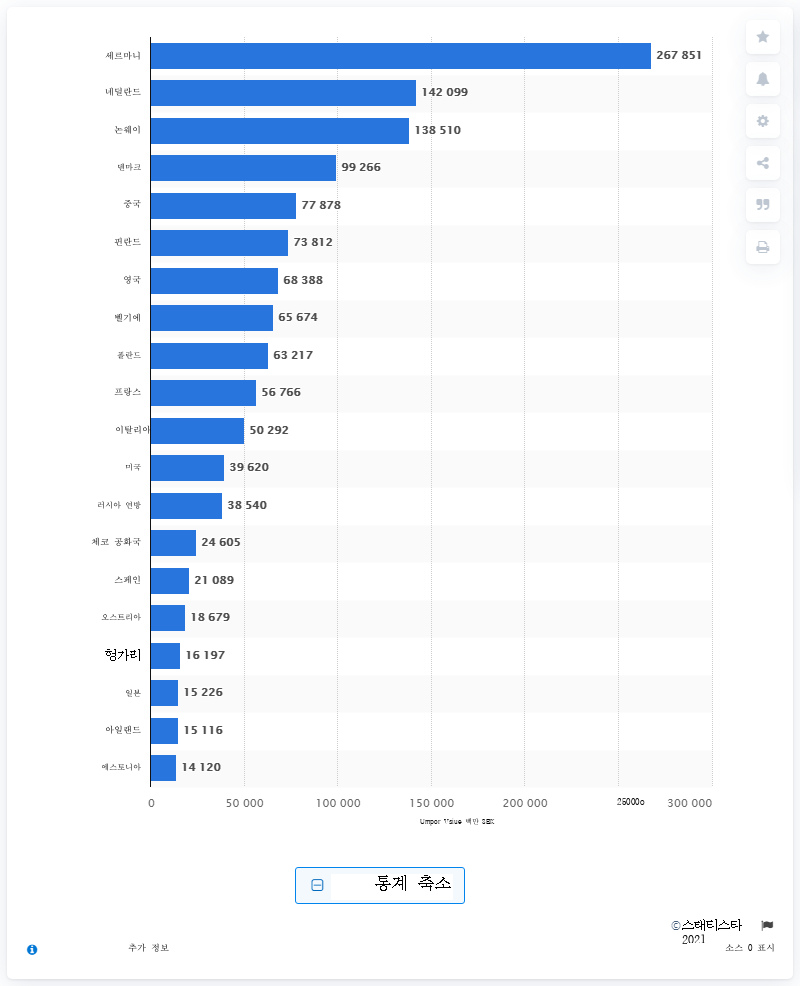 세르마니 267 851
네덜란드 142 099
논웨이 138 510
덴마크 99 266
중국 77 878
핀란드 73 812
영국 68 388
벨기에 65 674
폴란드 63 217
프랑스 56 766
이탈리아 50 292
미국 39 620
러시아 연방 38 540
체코 공화국 24 605
스페인 21 089
오스트리아 18 679
헝가리 16 197
일본 15 226
아일랜드 15 116
에스토니아 14 120
0 50 000 100 000 150 000 200 000 25000o 300 000
백만 SEK
통계 축소
©스태티스타
2021
추가 정보
소스 0 표시